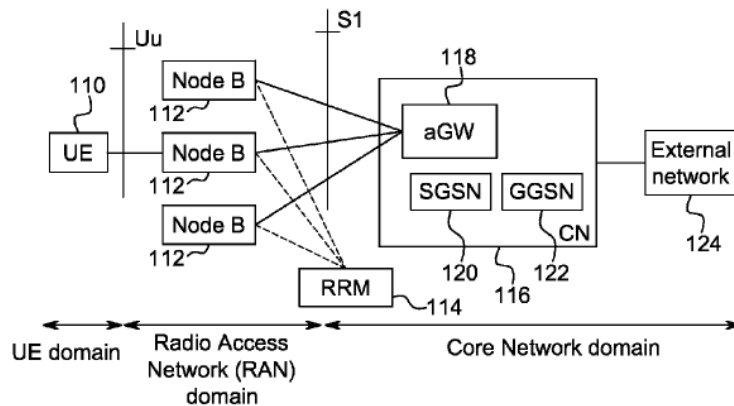 S1
Uu
118
110
Node B
112
aGW
UE
Node B
112
External
network
SGSN
GGSN
124
Node B
CN
112
120
122
116
RRM
114
UE domain
Radio Access
Network (RAN)
domain
Core Network domain